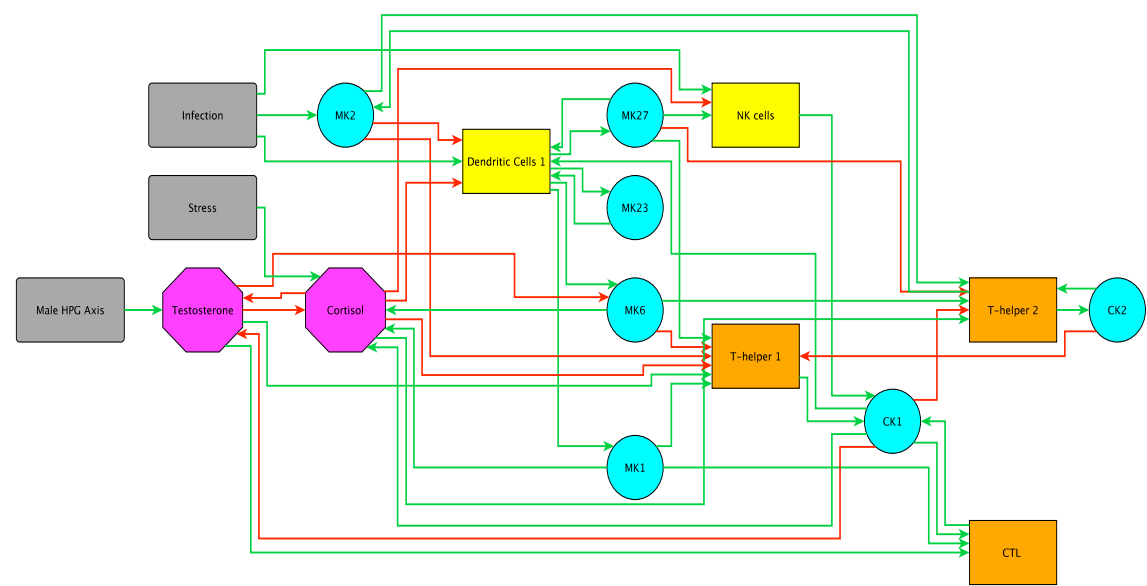 Infection
MK2
MK27
NK cells
Dendritic Cells 1
Stress
MK23
Male HPG Axis
Testosterone
Cortisol
MK6
T-helper 2
CK2
T-helper 1
CK1
MK1
CTL